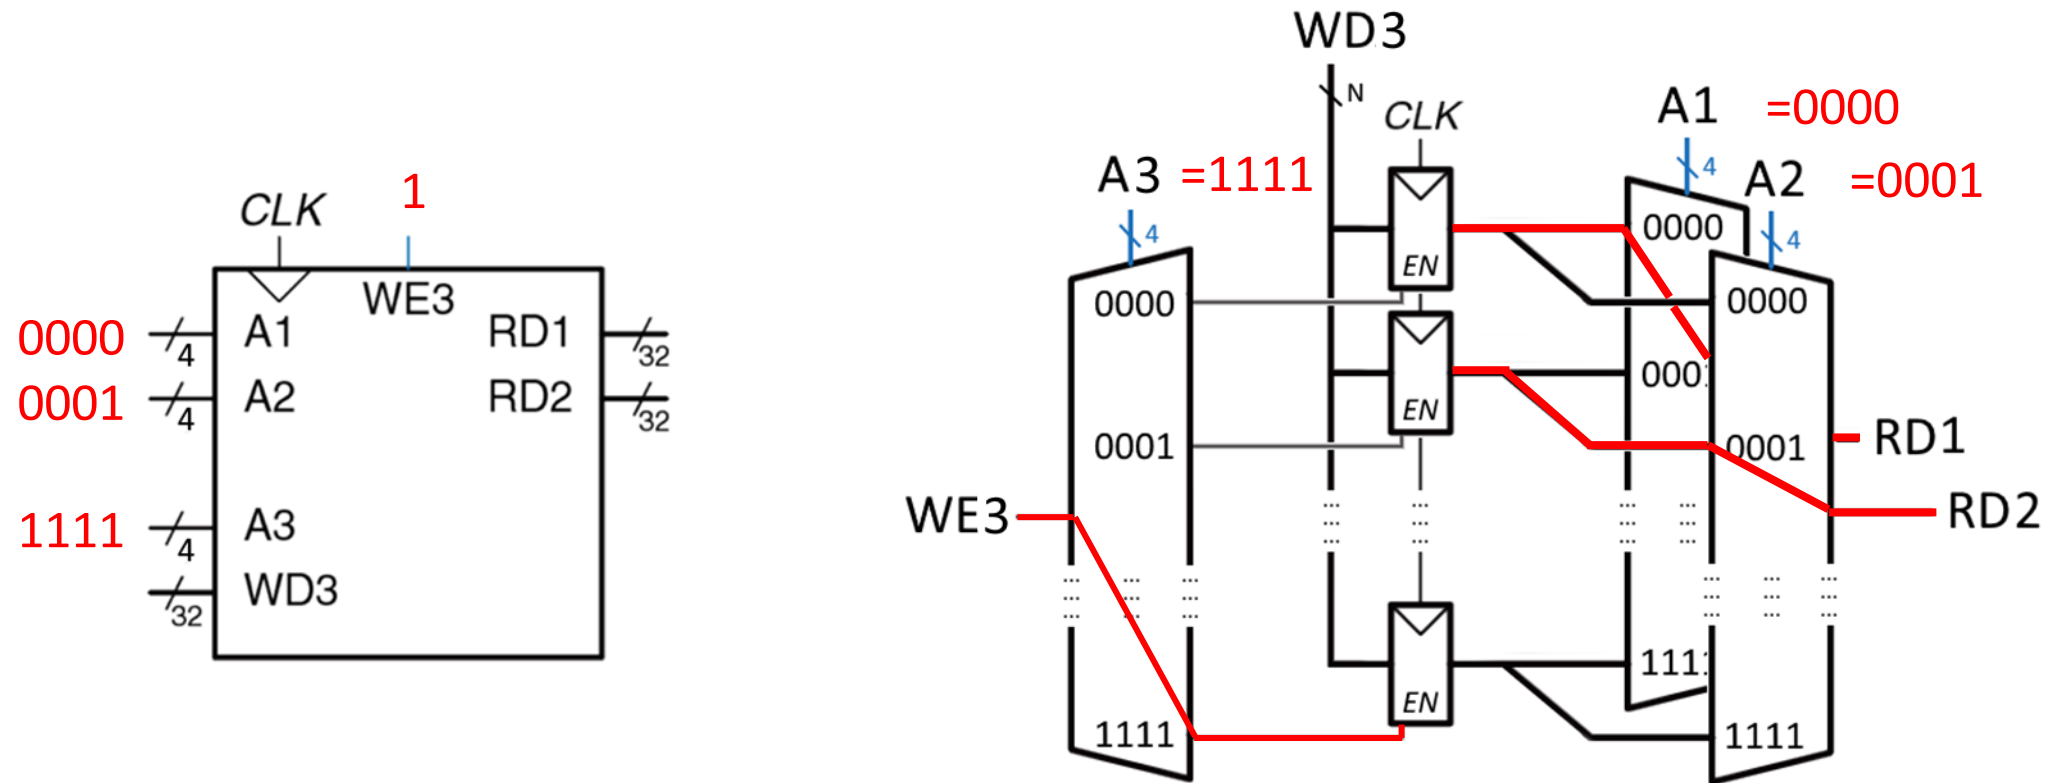 CLK
1
WE3
0000
4
A1
RD1
32
0001
4
A2
RD2
32
1111
4
A3
32
WD3
WD3
N
CLK
A1 =0000
4
A2 =0001
4
A3 =1111
4
0000
0000
0000
EN
0001
0001
0001
EN
WE3
RD1
RD2
1111
1111
1111
EN